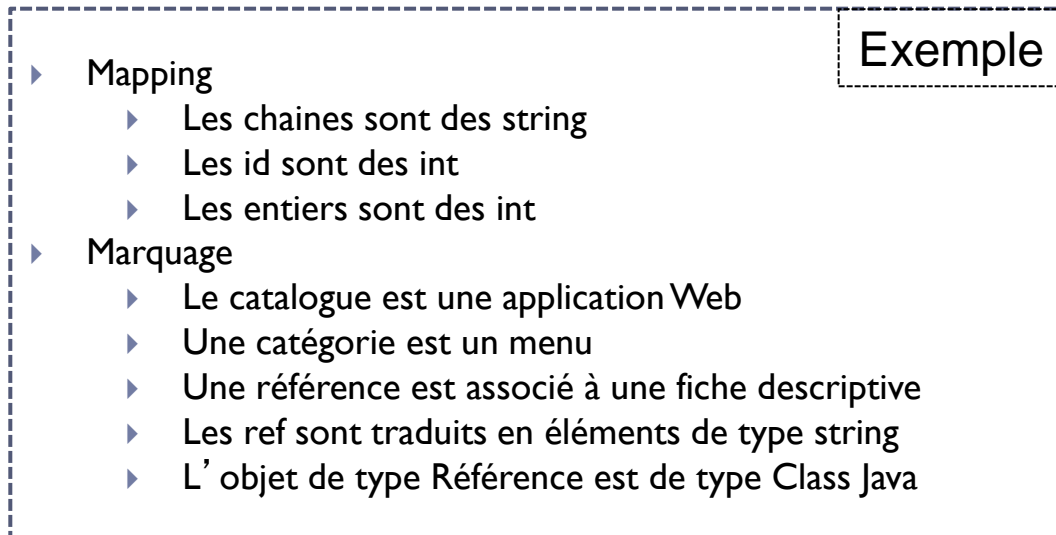 Exemple
Mapping
Les chaines sont des string
Les id sont des int
Les entiers sont des int
Marquage
Le catalogue est une application Web
Une catégorie est un menu
Une référence est associé à une fiche descriptive
Les ref sont traduits en éléments de type string
L’ objet de type Référence est de type Class Java